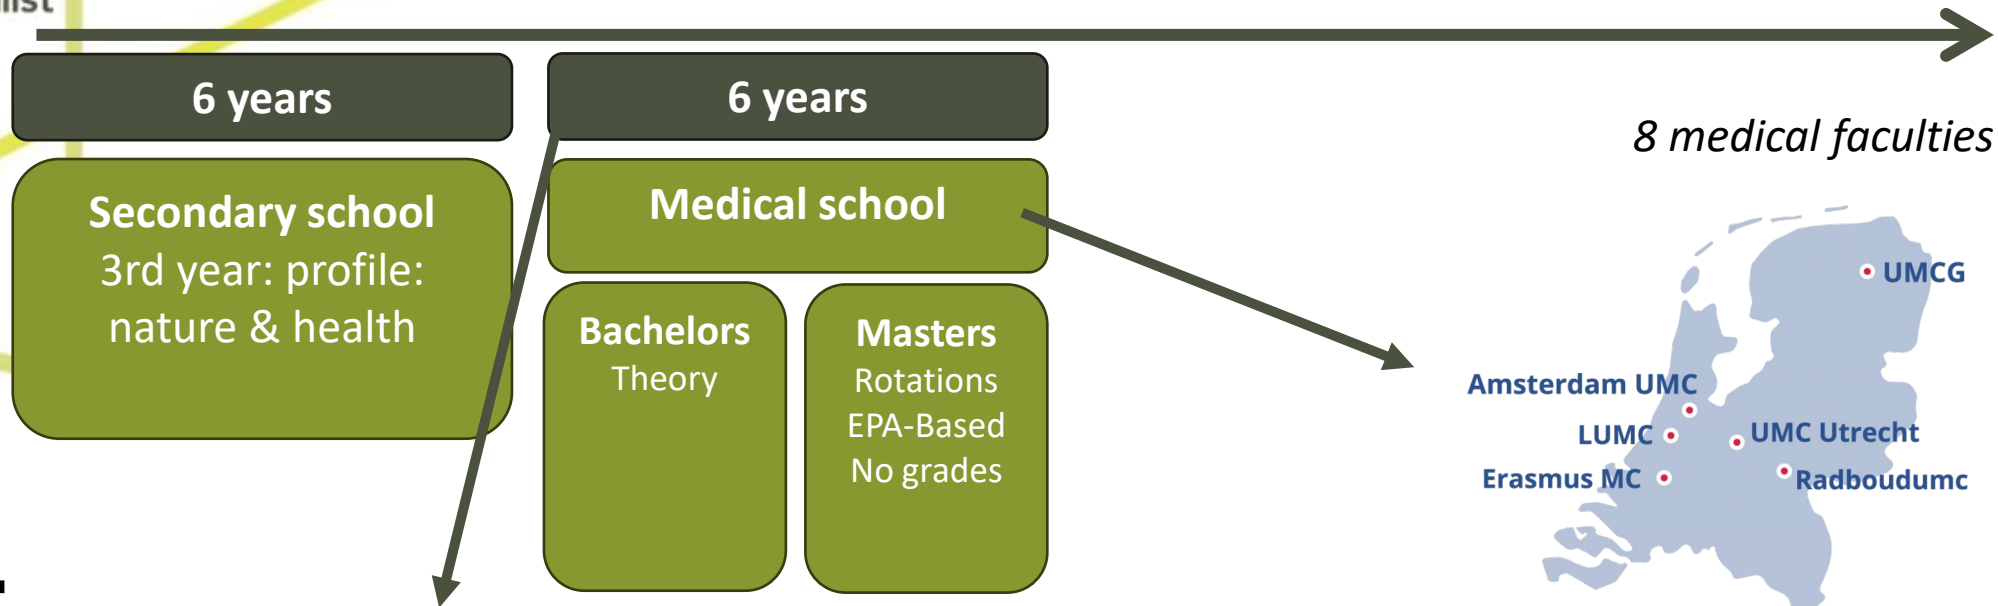 6 years
Secondary school
3rd year: profile:
nature & health
6 years
Medical school
Bachelors
Theory
Masters
Rotations
EPA-Based
No grades
8 medical faculties
UMCG
Amsterdam UMC
LUMC
UMC Utrecht
Erasmus MC
Radboudumc